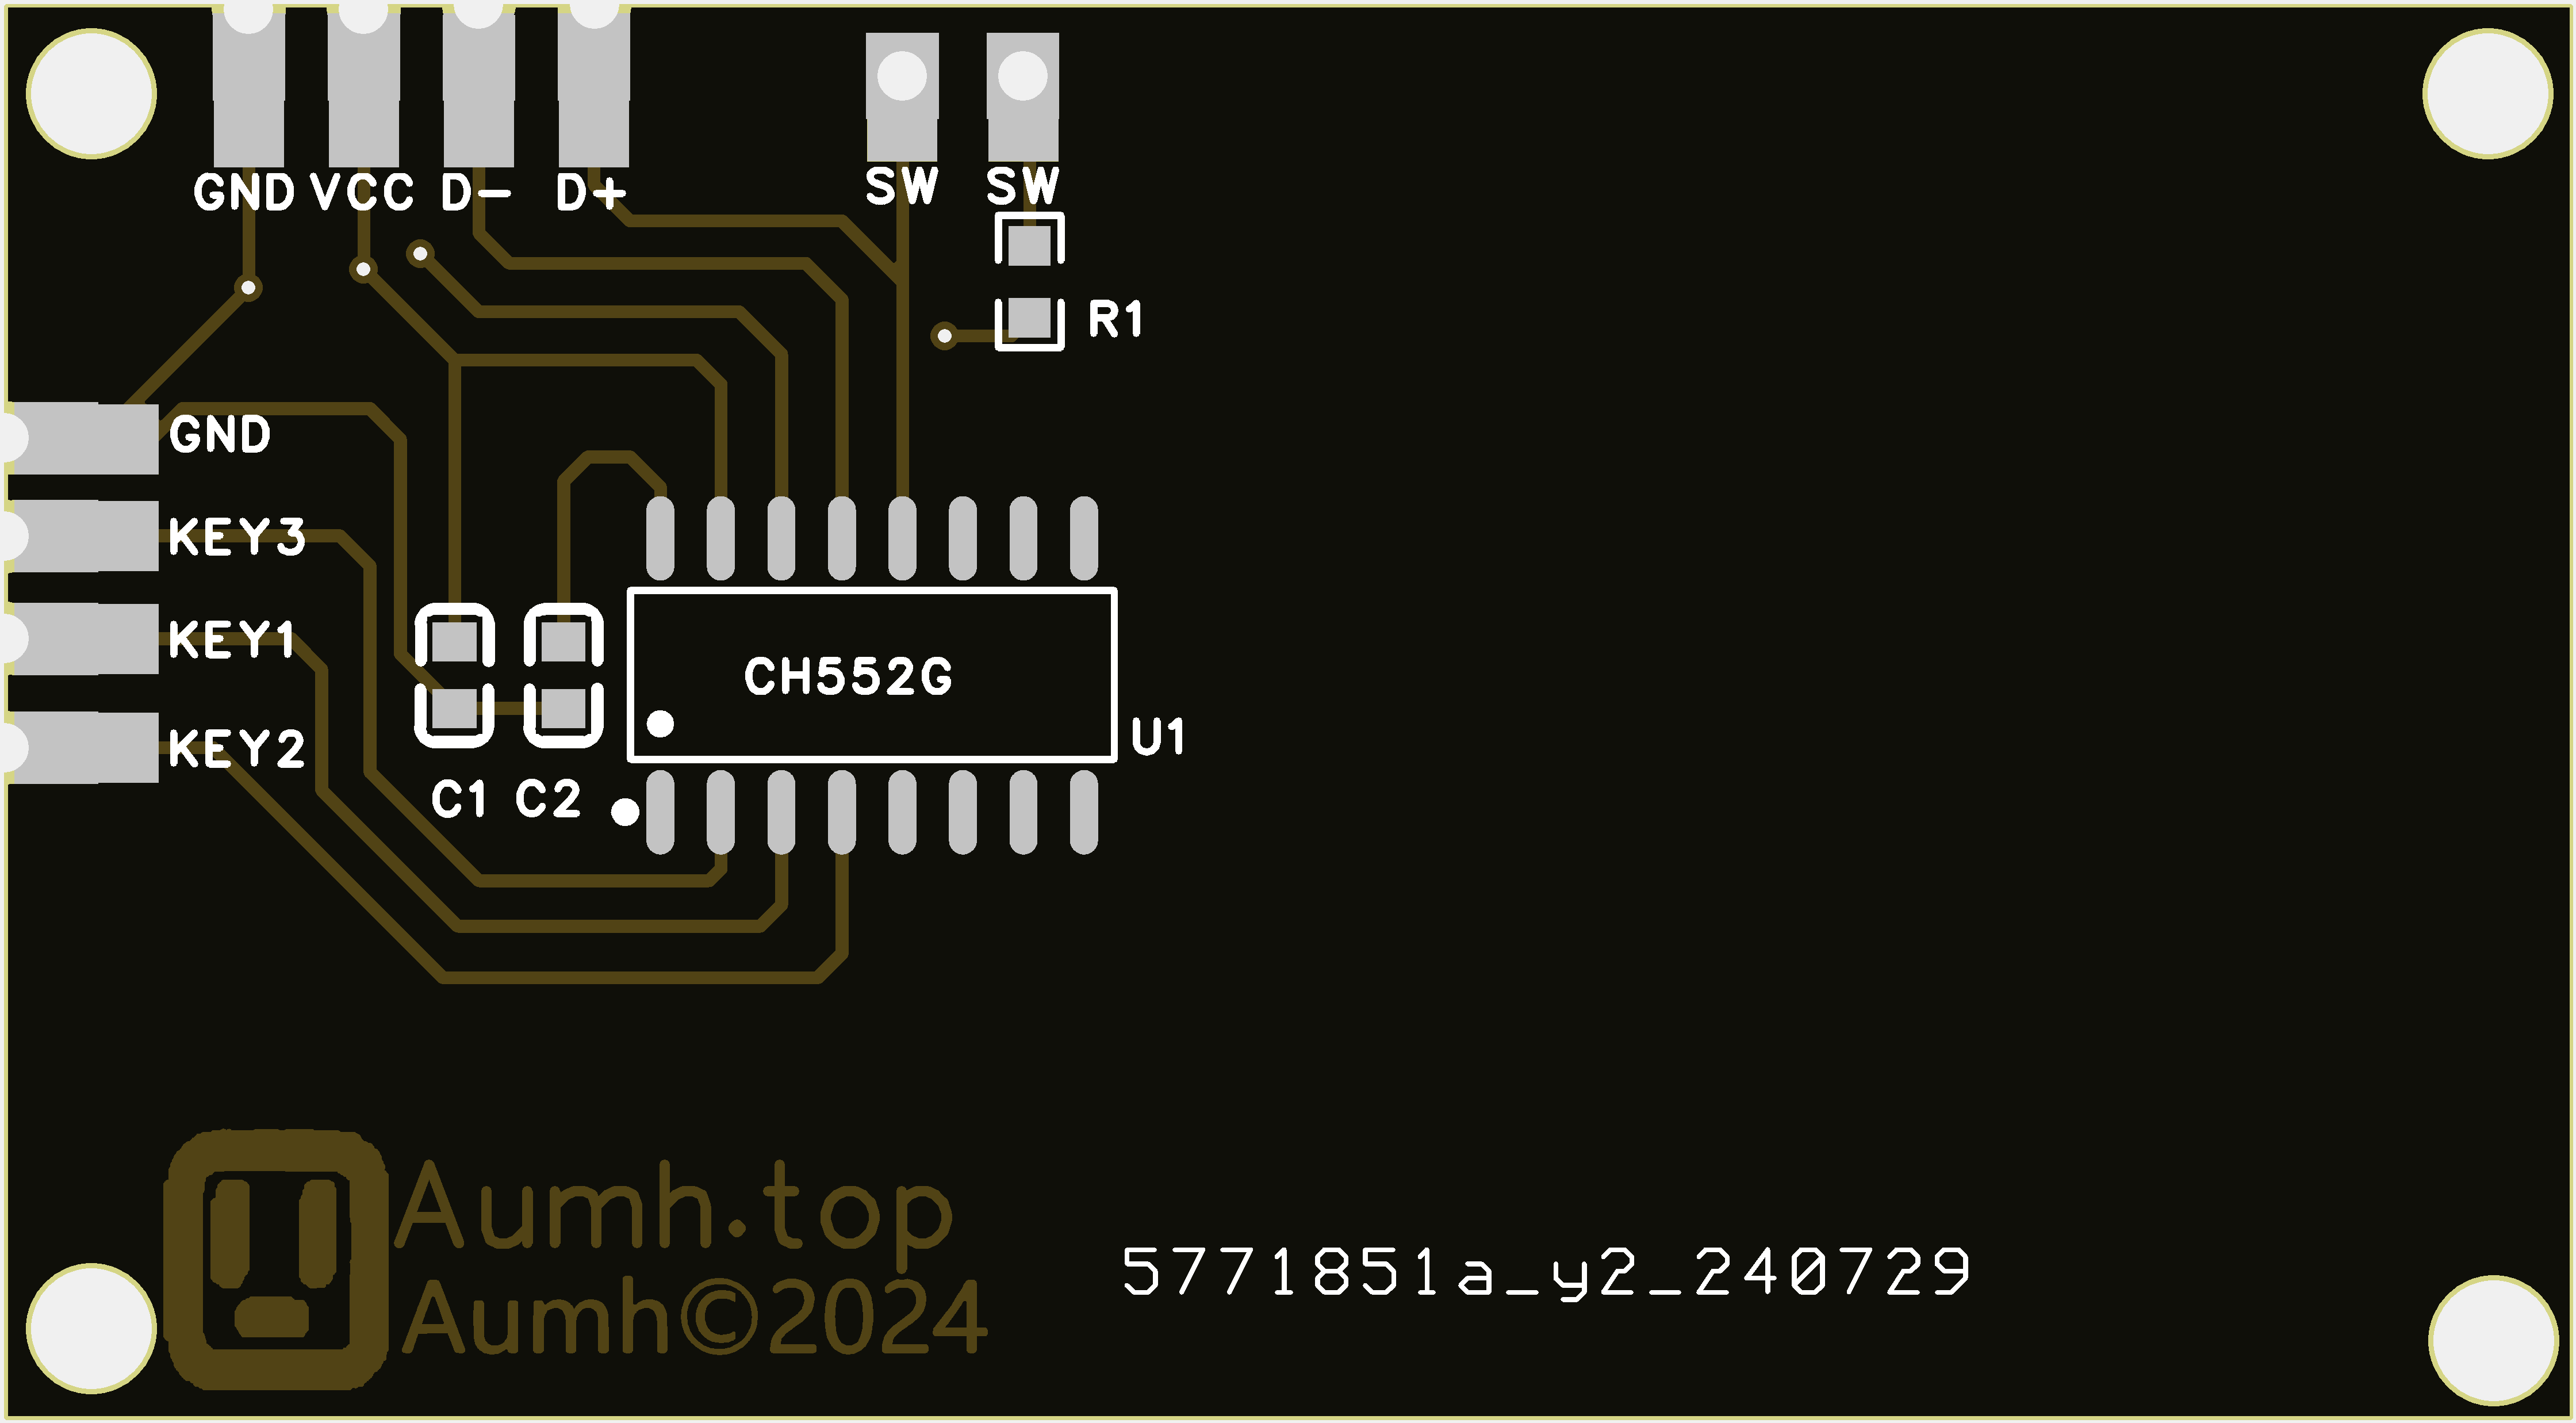 GND VCC D- D+ SW SW
R1
GND
KEY3
KEY1
CH552G
U1
KEY2
C1 C2
Aumh.top
Aumh©2024
5771851a_y2_240729